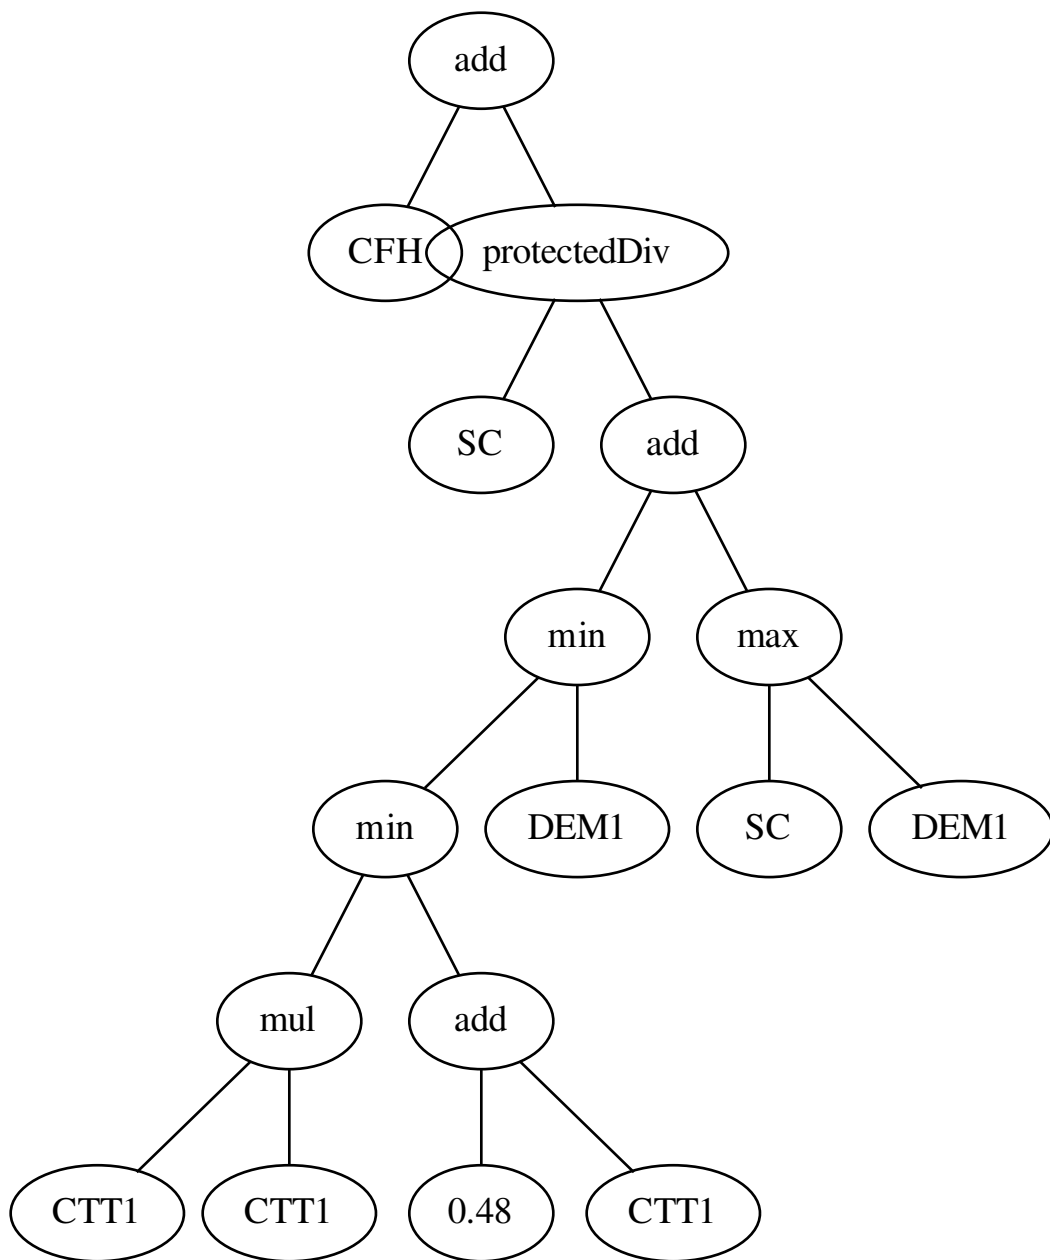 add
CFH protectedDiv
SC add
min max
min DEM1 SC DEM1
mul add
CTT1 CTT1 0.48 CTT1